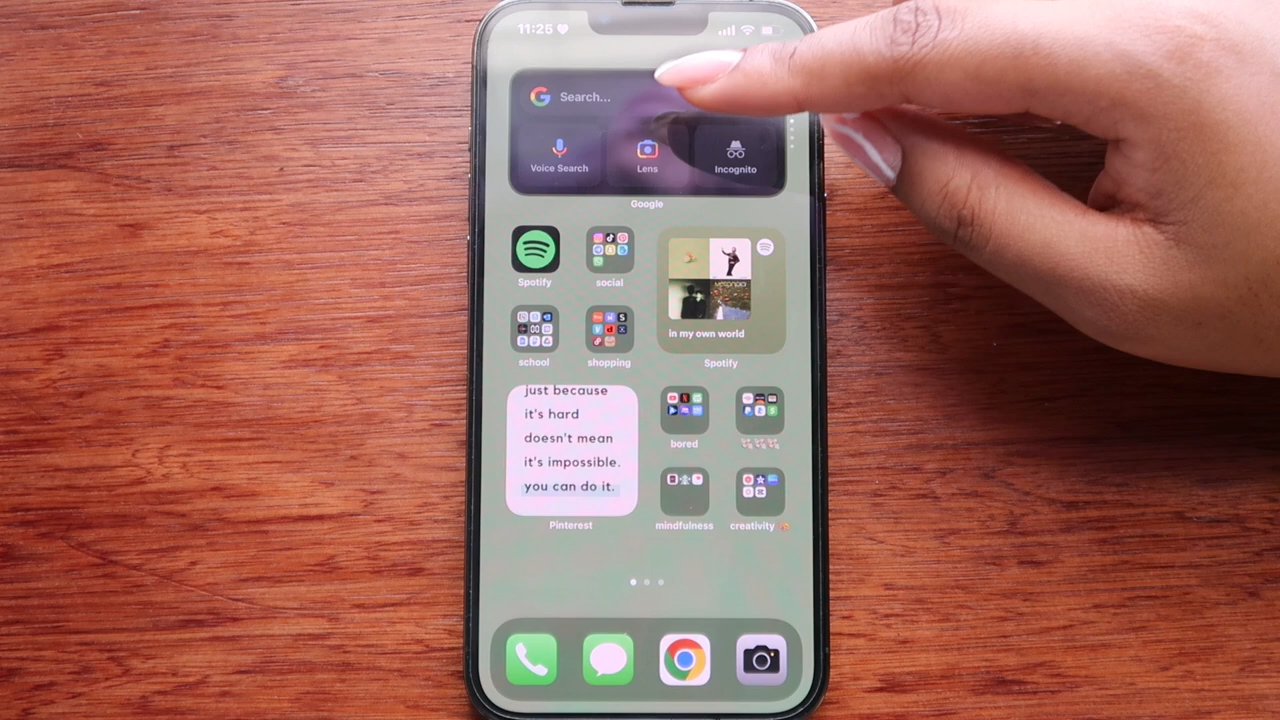 11:25
Search...
Voice Search
Lens
Incognito
Google
Spotify
social
in my own world
school
shopping
Spotify
just because
it's hard
doesn't mean
it's impossible.
you can do it.
Pinterest
bored
mindfulness
creativity